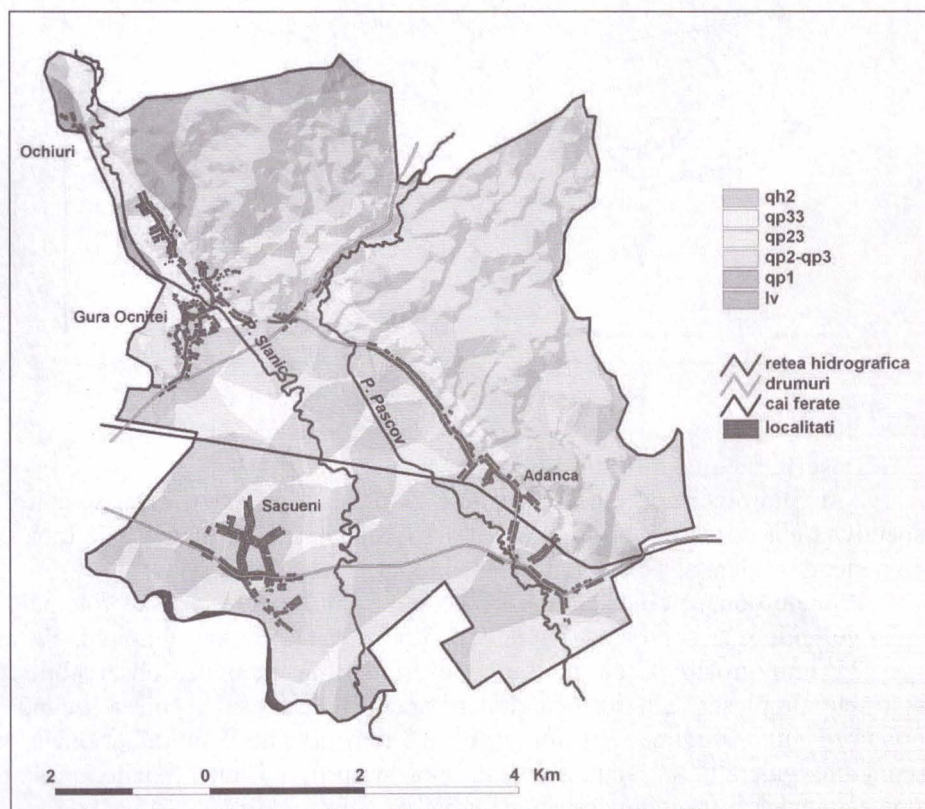 Ochiuri
qh2
qp33
qp23
qp2-qp3
qp1
lv
Gura Ocnitei
Slanic
P. Pascov
retea hidrografica
drumuri
cai ferate
localitati
Adanca
Sacueni
2 0 2 4 Km